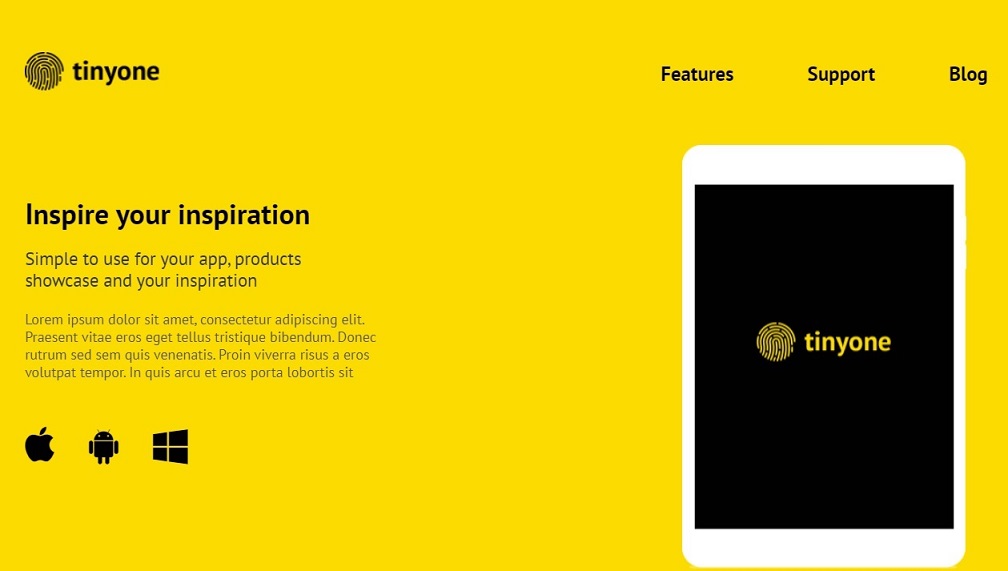 tinyone
Features Support Blog
Inspire your inspiration
Simple to use for your app, products
showcase and your inspiration
Lorem ipsum dolor sit amet, consectetur adipiscing elit.
Praesent vitae eros eget tellus tristique bibendum. Donec
rutrum sed sem quis venenatis. Proin viverra risus a eros
volutpat tempor. In quis arcu et eros porta lobortis sit
tinyone